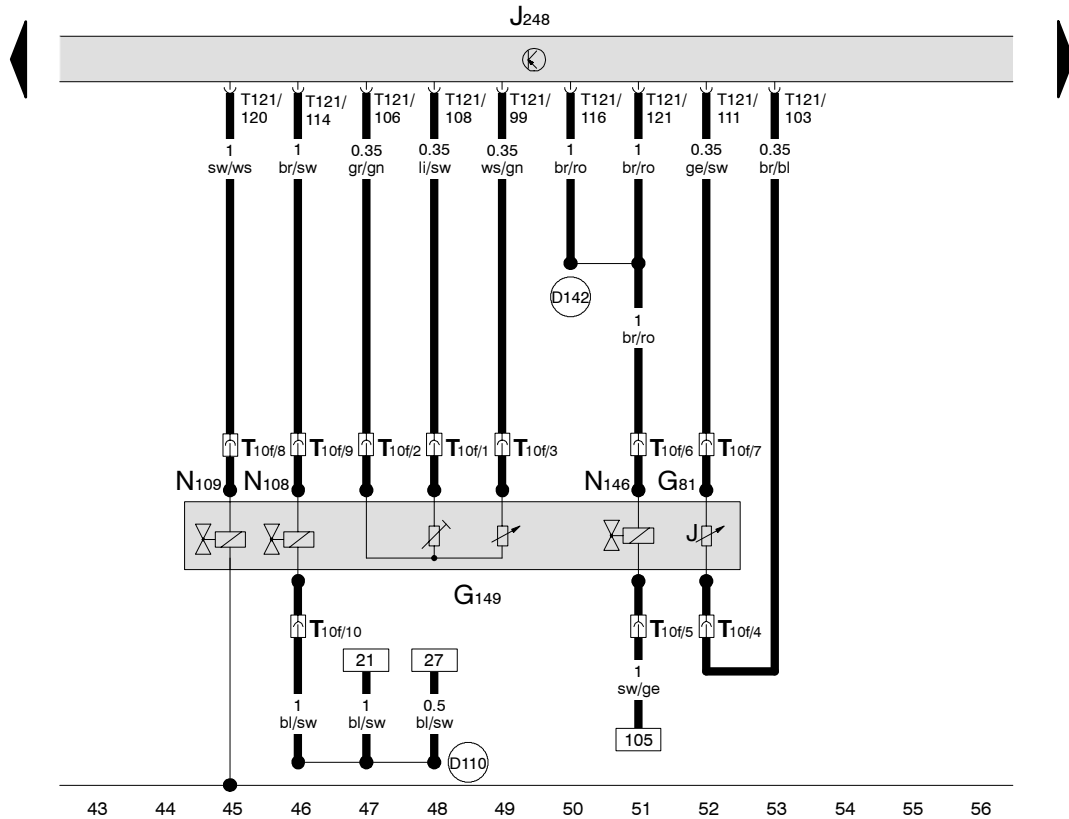 J248
T121/ T121/ T121/ T121/ T121/ T121/ T121/ T121/ T121/
120 114 106 108 99 116 121 111 103
1 1 0.35 0.35 0.35 1 1 0.35 0.35
sw/ws br/sw gr/gn li/sw ws/gn br/ro br/ro ge/sw br/bl
D142
1
br/ro
T10f/8 T10f/9 T10f/2 T10f/1 T10f/3 T10f/6 T10f/7
N109 N108 N146 G81
J
G149
T10f/10 T10f/5 T10f/4
21 27
1
sw/ge
1 1 0.5
bl/sw bl/sw bl/sw
105
D110
43 44 45 46 47 48 49 50 51 52 53 54 55 56